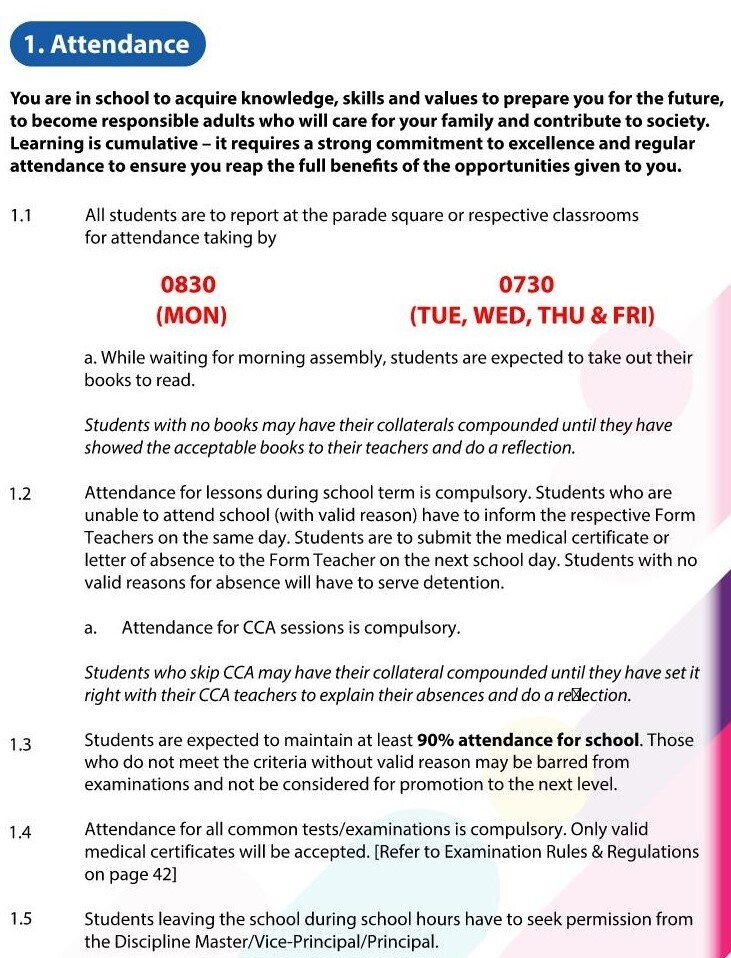 1. Attendance
You are in school to acquire knowledge, skills and values to prepare you for the future,
to become responsible adults who will care for your family and contribute to society.
Learning is cumulative – it requires a strong commitment to excellence and regular
attendance to ensure you reap the full benefits of the opportunities given to you.
1.1 All students are to report at the parade square or respective classrooms
for attendance taking by
0830 0730
(MON) (TUE, WED, THU & FRI)
a. While waiting for morning assembly, students are expected to take out their
books to read.
Students with no books may have their collaterals compounded until they have
showed the acceptable books to their teachers and do a reflection.
1.2 Attendance for lessons during school term is compulsory. Students who are
unable to attend school (with valid reason) have to inform the respective Form
Teachers on the same day. Students are to submit the medical certificate or
letter of absence to the Form Teacher on the next school day. Students with no
valid reasons for absence will have to serve detention.
a. Attendance for CCA sessions is compulsory.
Students who skip CCA may have their collateral compounded until they have set it
right with their CCA teachers to explain their absences and do a re☒ection.
1.3 Students are expected to maintain at least 90% attendance for school. Those
who do not meet the criteria without valid reason may be barred from
examinations and not be considered for promotion to the next level.
1.4 Attendance for all common tests/examinations is compulsory. Only valid
medical certificates will be accepted. [Refer to Examination Rules & Regulations
on page 42]
1.5 Students leaving the school during school hours have to seek permission from
the Discipline Master/Vice-Principal/Principal.